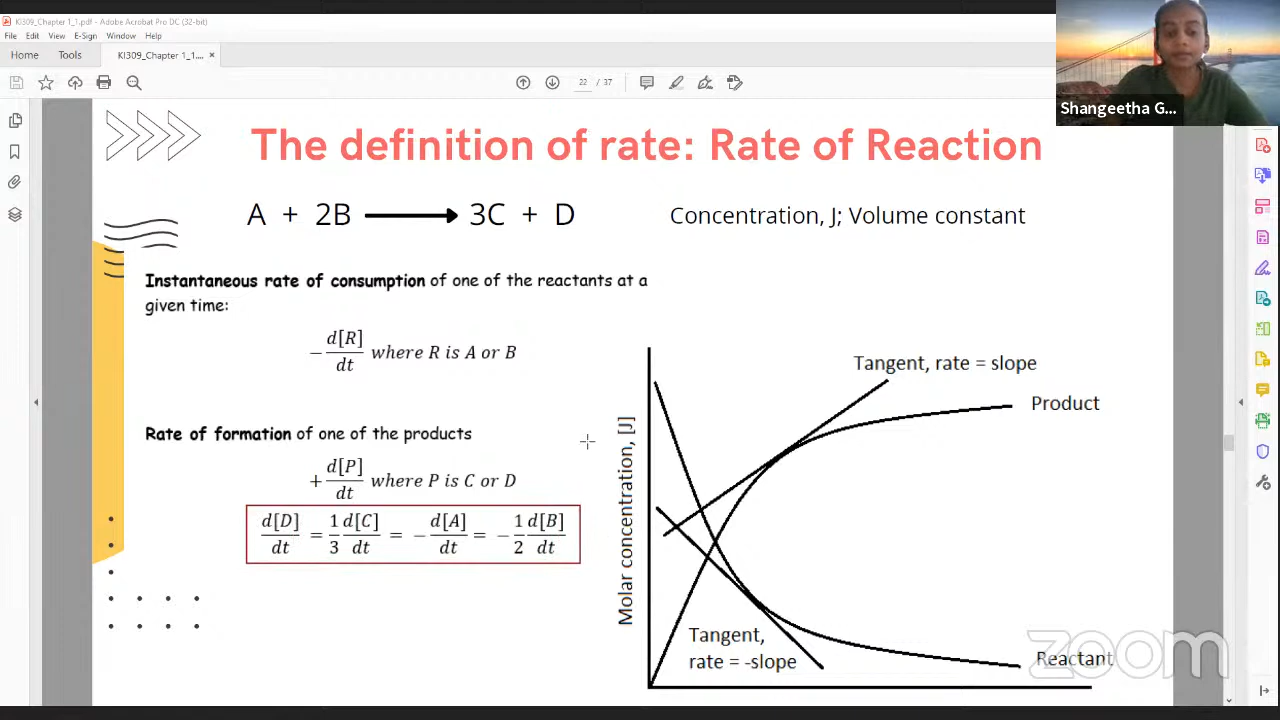 KI309_Chapter 1_1.pdf - Adobe Acrobat Pro DC (32-bit)
File Edit View E-Sign Window Help
Home Tools KI309_Chapter 1_1.... ×
22 / 37
Shangeetha G...
The definition of rate: Rate of Reaction
A + 2B ⟶ 3C + D
Concentration, J; Volume constant
Instantaneous rate of consumption of one of the reactants at a
given time:
− d[R]/dt where R is A or B
Rate of formation of one of the products
+ d[P]/dt where P is C or D
d[D]/dt = 1/3 d[C]/dt = − d[A]/dt = − 1/2 d[B]/dt
Tangent, rate = slope
Product
Molar concentration, [J]
Tangent,
rate = -slope
Reactant
zoom